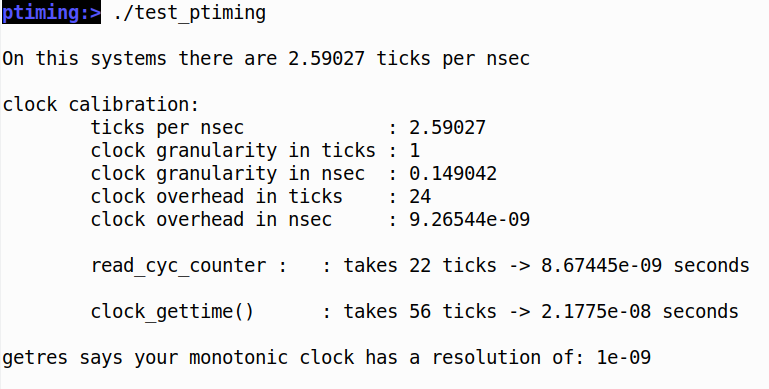 ptiming:> ./test_ptiming
On this systems there are 2.59027 ticks per nsec
clock calibration:
ticks per nsec : 2.59027
clock granularity in ticks : 1
clock granularity in nsec : 0.149042
clock overhead in ticks : 24
clock overhead in nsec : 9.26544e-09
read_cyc_counter : : takes 22 ticks -> 8.67445e-09 seconds
clock_gettime() : takes 56 ticks -> 2.1775e-08 seconds
getres says your monotonic clock has a resolution of: 1e-09